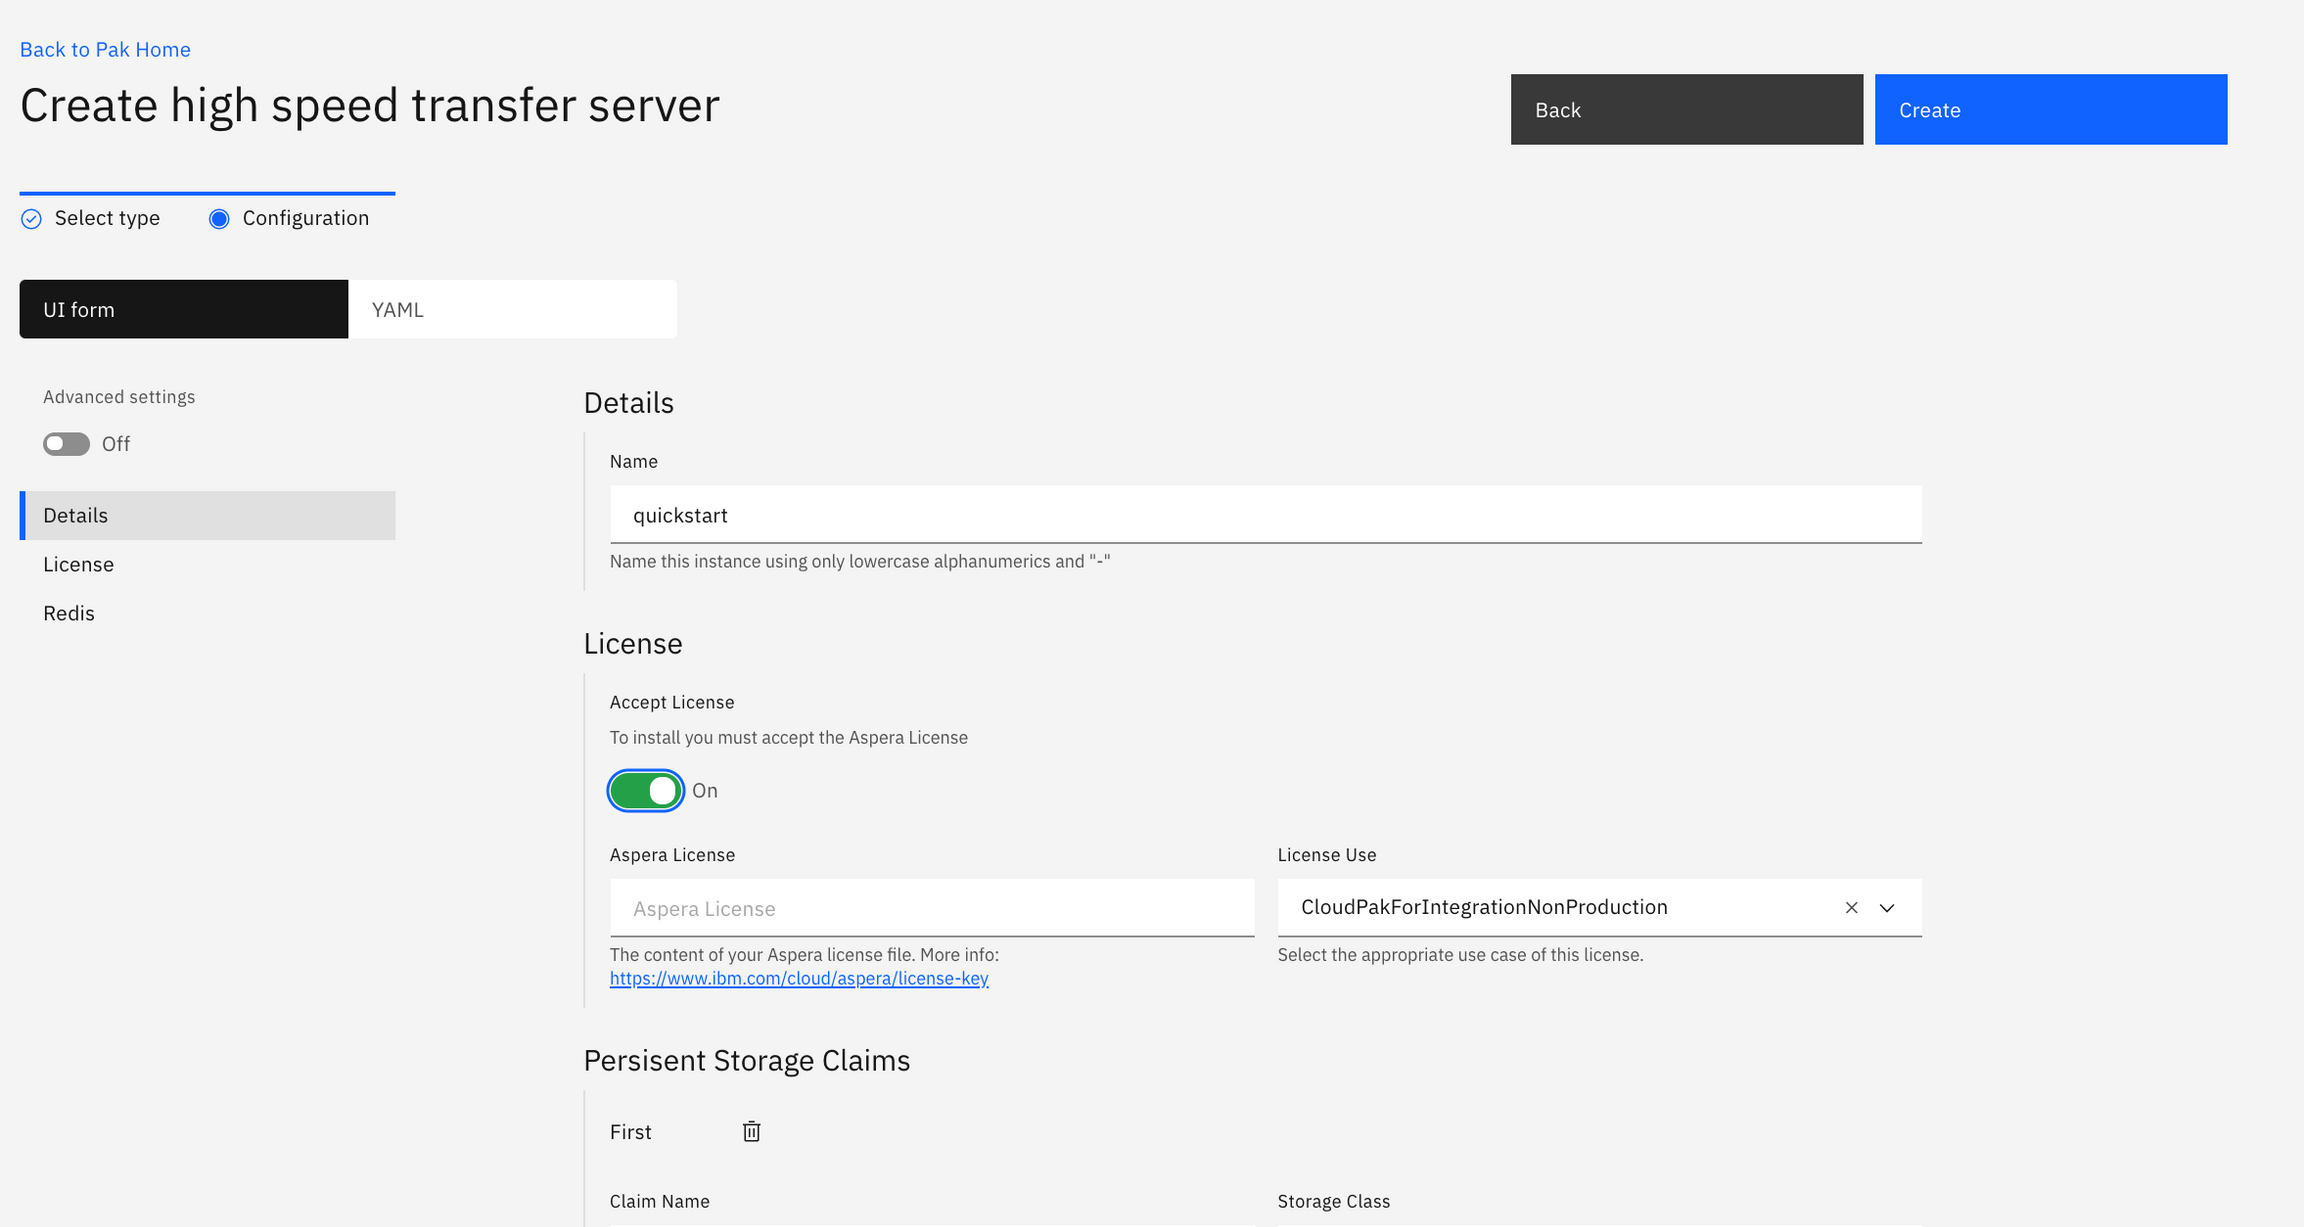 Back to Pak Home
Create high speed transfer server
Back
Create
Select type
Configuration
UI form
YAML
Advanced settings
Off
Details
License
Redis
Details
Name
quickstart
Name this instance using only lowercase alphanumerics and "-"
License
Accept License
To install you must accept the Aspera License
On
Aspera License
License Use
Aspera License
CloudPakForIntegrationNonProduction
The content of your Aspera license file. More info:
https://www.ibm.com/cloud/aspera/license-key
Select the appropriate use case of this license.
Persisent Storage Claims
First
Claim Name
Storage Class